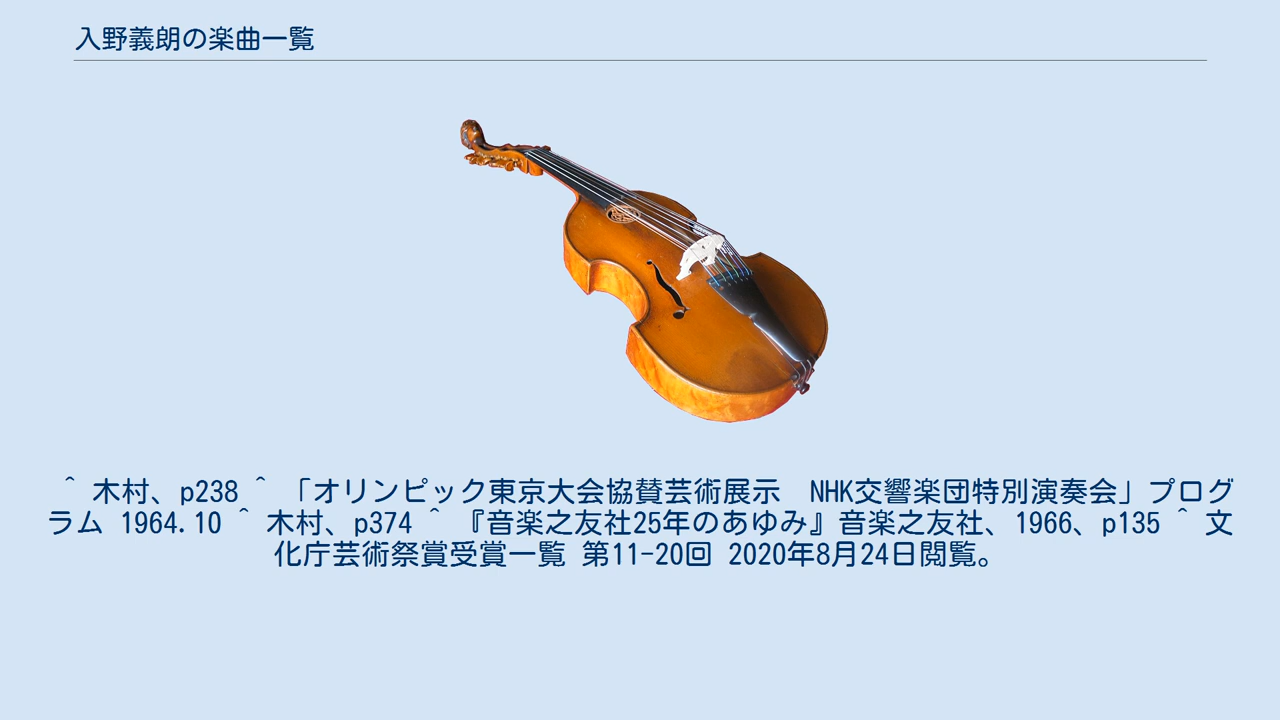 入野義朗の楽曲一覧
^ 木村、p238 ^ 「オリンピック東京大会協賛芸術展示　NHK交響楽団特別演奏会」プログ
ラム 1964.10 ^ 木村、p374 ^ 『音楽之友社25年のあゆみ』音楽之友社、1966、p135 ^ 文
化庁芸術祭賞受賞一覧 第11-20回 2020年8月24日閲覧。